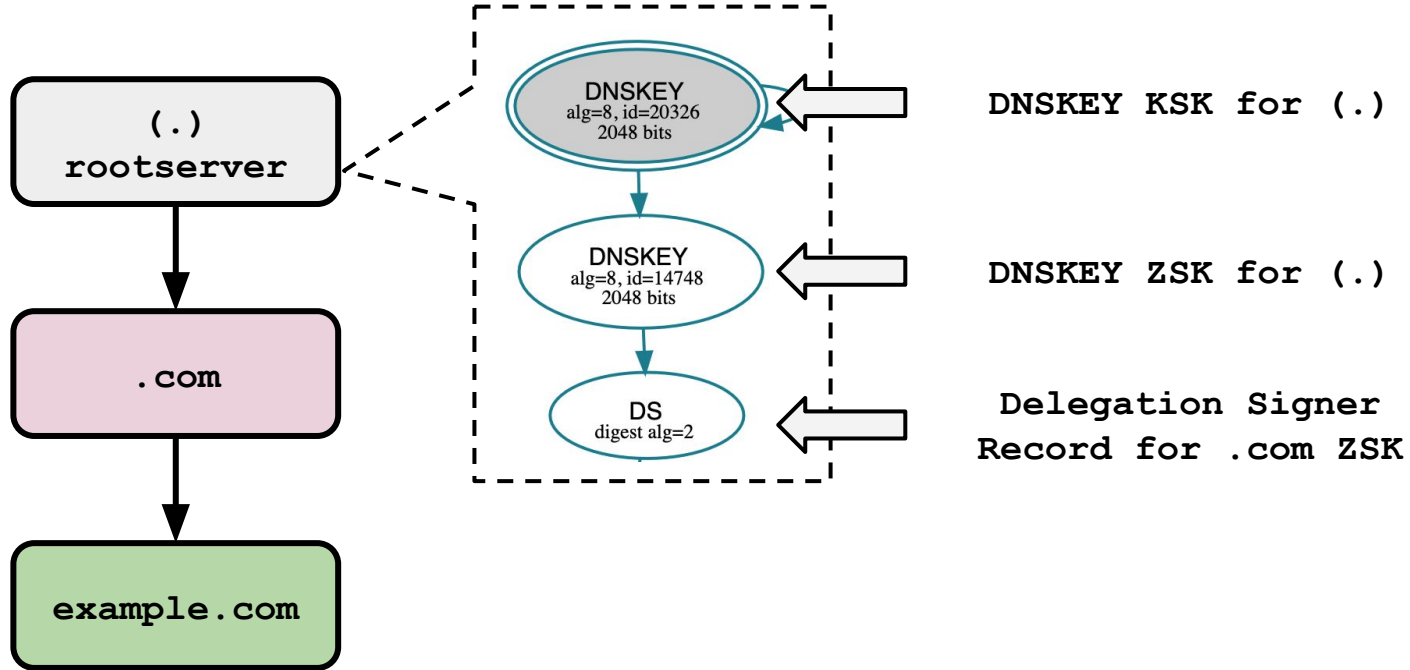 (.)
rootserver
.com
example.com
DNSKEY
alg=8, id=20326
2048 bits
DNSKEY
alg=8, id=14748
2048 bits
DS
digest alg=2
DNSKEY KSK for (.)
DNSKEY ZSK for (.)
Delegation Signer
Record for .com ZSK